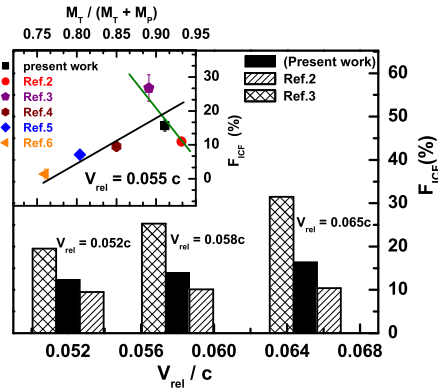 M_T / (M_T + M_P)
0.75 0.80 0.85 0.90 0.95
present work
Ref.2
Ref.3
Ref.4
Ref.5
Ref.6
V_rel = 0.055 c
30
20
10
0
F_ICF (%)
(Present work)
Ref.2
Ref.3
V_rel = 0.052c
V_rel = 0.058c
V_rel = 0.065c
60
50
40
30
20
10
0
F_ICF (%)
0.052 0.056 0.060 0.064 0.068
V_rel / c